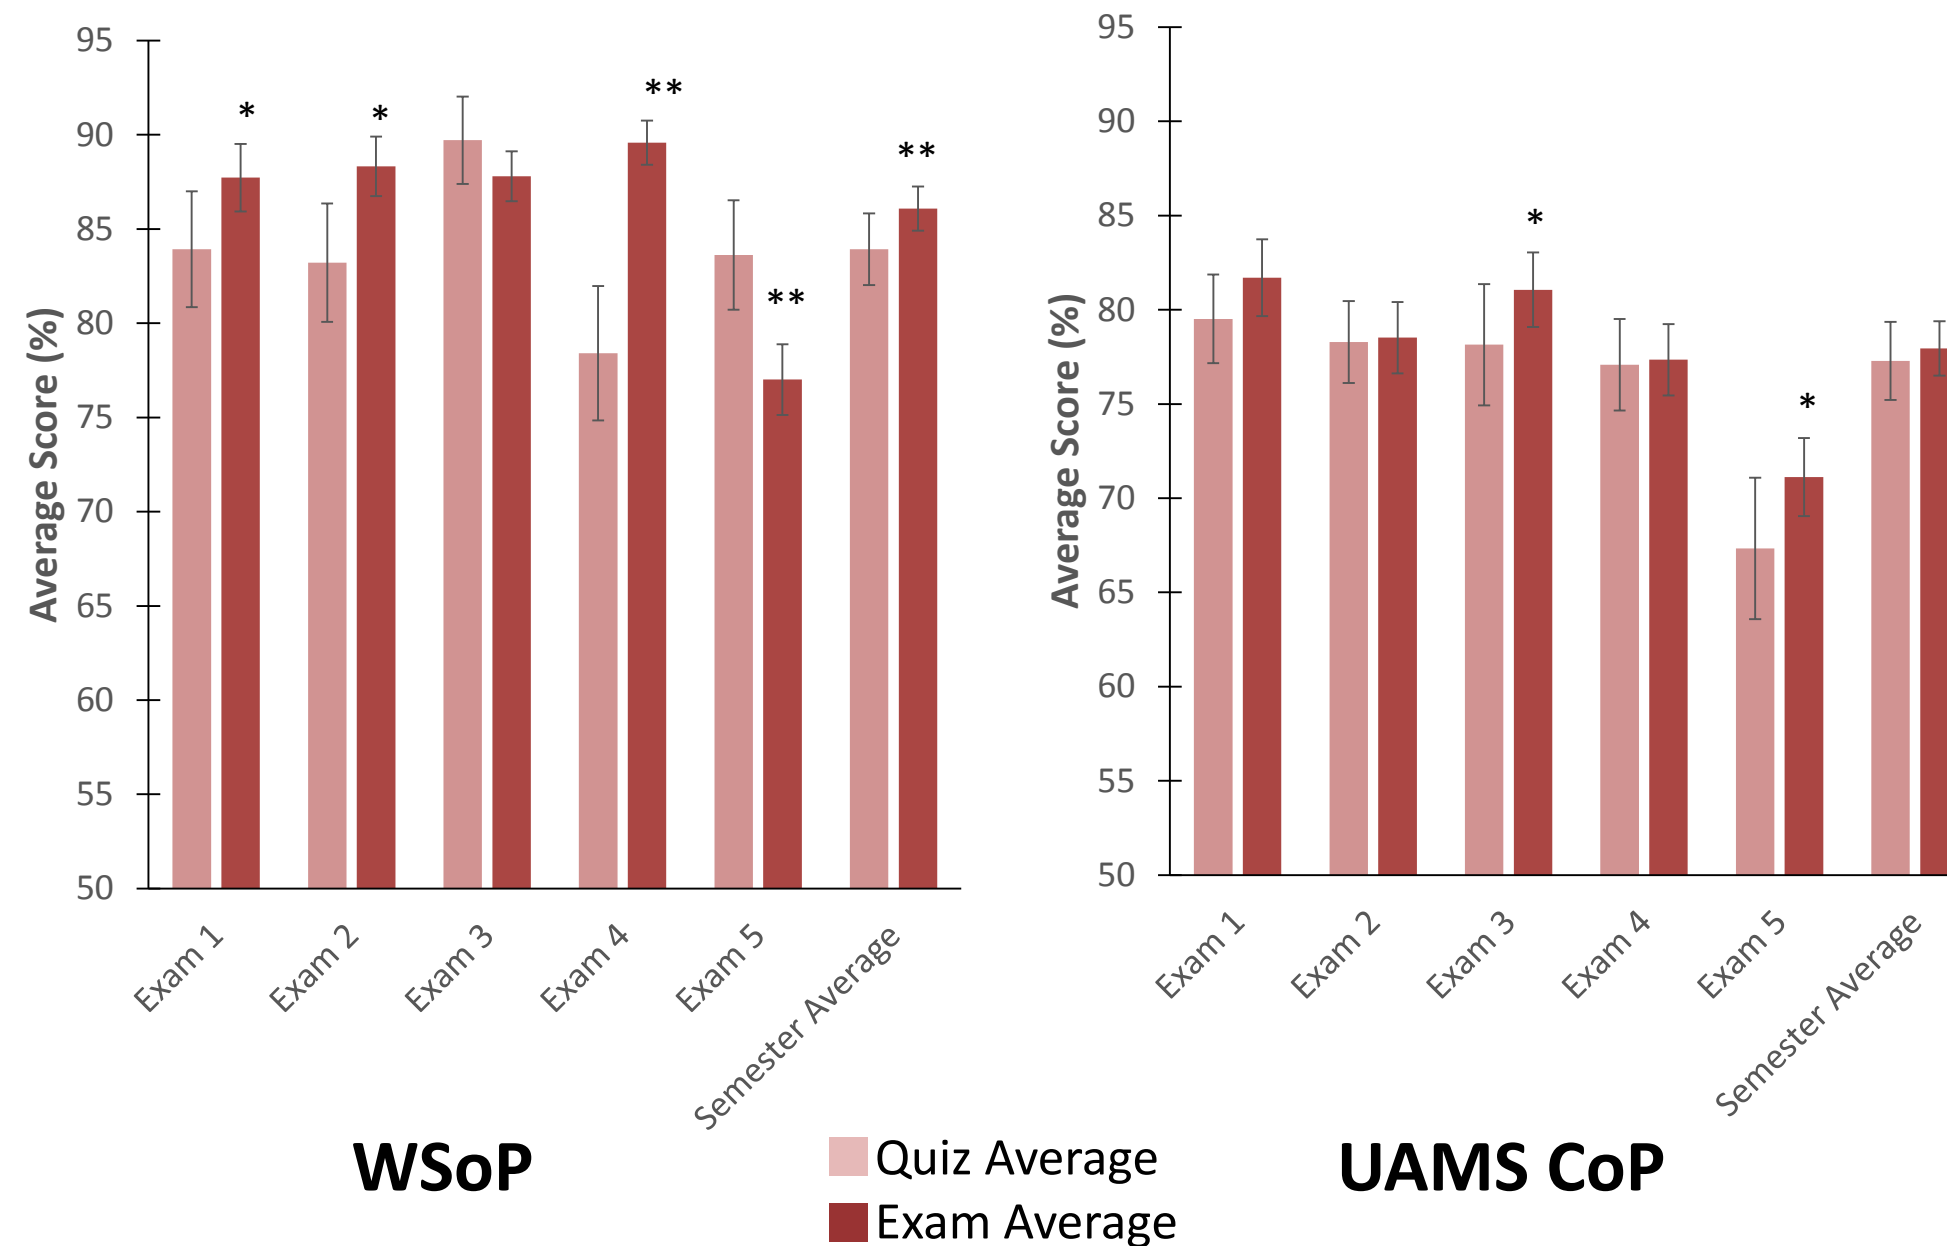 95
90
85
80
75
70
65
60
55
50
Average Score (%)
*
*
**
**
**
Exam 1
Exam 2
Exam 3
Exam 4
Exam 5
Semester Average
WSoP
95
90
85
80
75
70
65
60
55
50
Average Score (%)
*
*
Exam 1
Exam 2
Exam 3
Exam 4
Exam 5
Semester Average
UAMS CoP
Quiz Average
Exam Average